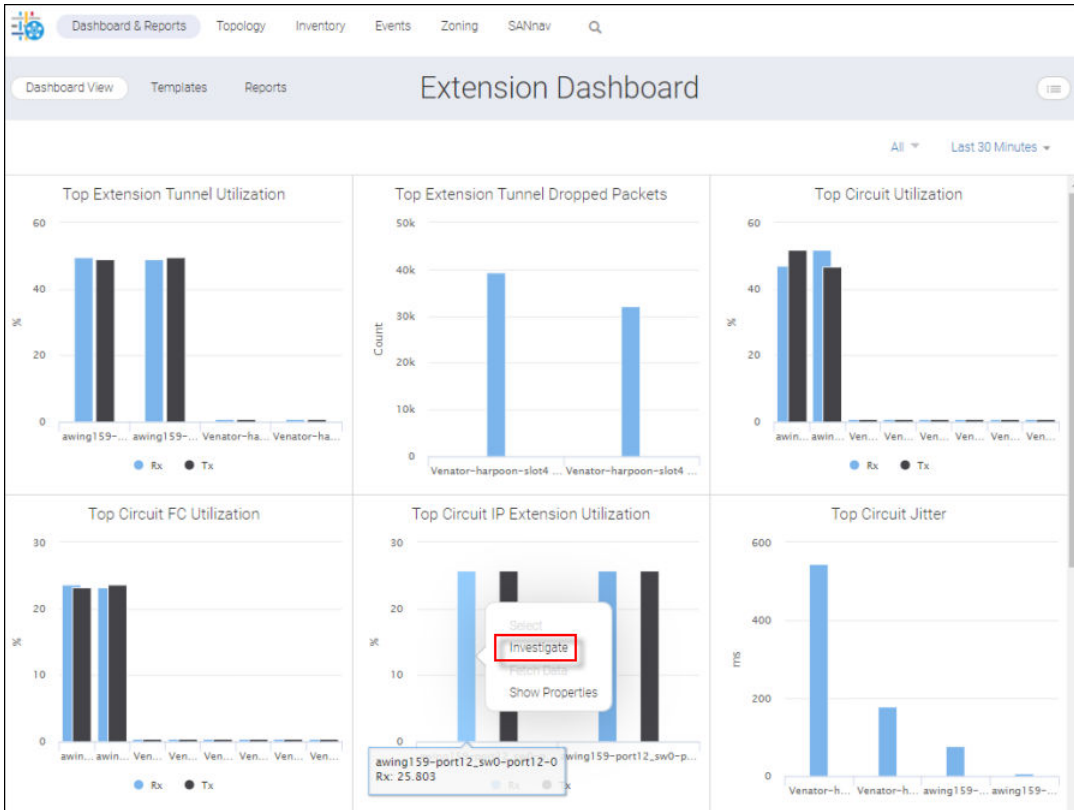 Dashboard & Reports Topology Inventory Events Zoning SANnav
Dashboard View Templates Reports Extension Dashboard
All Last 30 Minutes
Top Extension Tunnel Utilization
60
40
20
0
%
awing159-... awing159-... Venator-ha... Venator-ha...
Rx Tx
Top Extension Tunnel Dropped Packets
50k
40k
30k
20k
10k
0
Count
Venator-harpoon-slot4 ... Venator-harpoon-slot4 ...
Top Circuit Utilization
60
40
20
0
%
awin... awin... Ven... Ven... Ven... Ven... Ven...
Rx Tx
Top Circuit FC Utilization
30
20
10
0
%
awin... awin... Ven... Ven... Ven... Ven... Ven...
Rx Tx
Top Circuit IP Extension Utilization
30
20
10
0
%
Select
Investigate
Fetch Data
Show Properties
awing159-port12_sw0-port12-0
Rx: 25.803
wing159-port12_sw0-p...
Rx Tx
Top Circuit Jitter
600
400
200
0
ms
Venator-h... Venator-h... awing159-... awing159-...